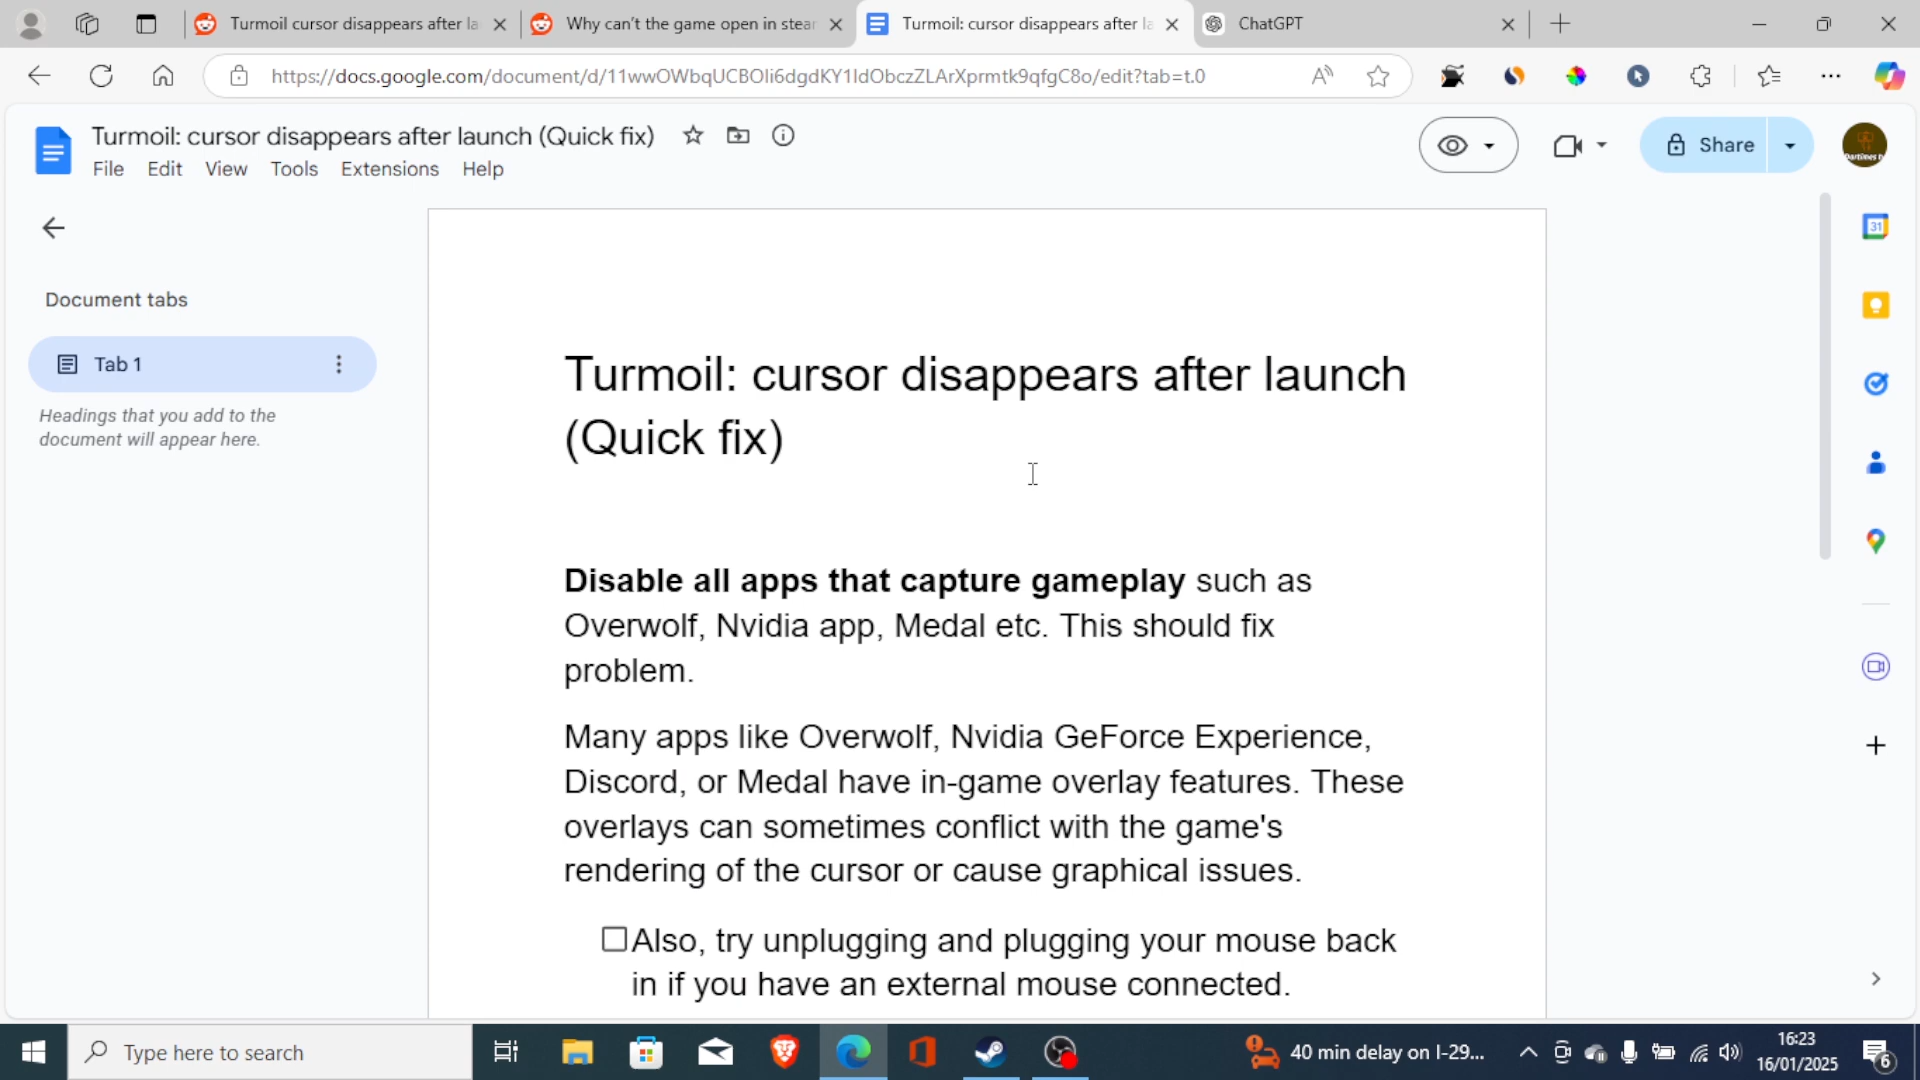 Turmoil cursor disappears after la
Why can't the game open in stear
Turmoil: cursor disappears after la
ChatGPT
https://docs.google.com/document/d/11wwOWbqUCBOIi6dgdKY1IdObczZLArXprmtk9qfgC8o/edit?tab=t.0
Turmoil: cursor disappears after launch (Quick fix)
File Edit View Tools Extensions Help
Share
Document tabs
Tab 1
Headings that you add to the
document will appear here.
31
Turmoil: cursor disappears after launch
(Quick fix)
Disable all apps that capture gameplay such as
Overwolf, Nvidia app, Medal etc. This should fix
problem.
Many apps like Overwolf, Nvidia GeForce Experience,
Discord, or Medal have in-game overlay features. These
overlays can sometimes conflict with the game's
rendering of the cursor or cause graphical issues.
Also, try unplugging and plugging your mouse back
in if you have an external mouse connected.
Type here to search
40 min delay on I-29...
16:23
16/01/2025
6